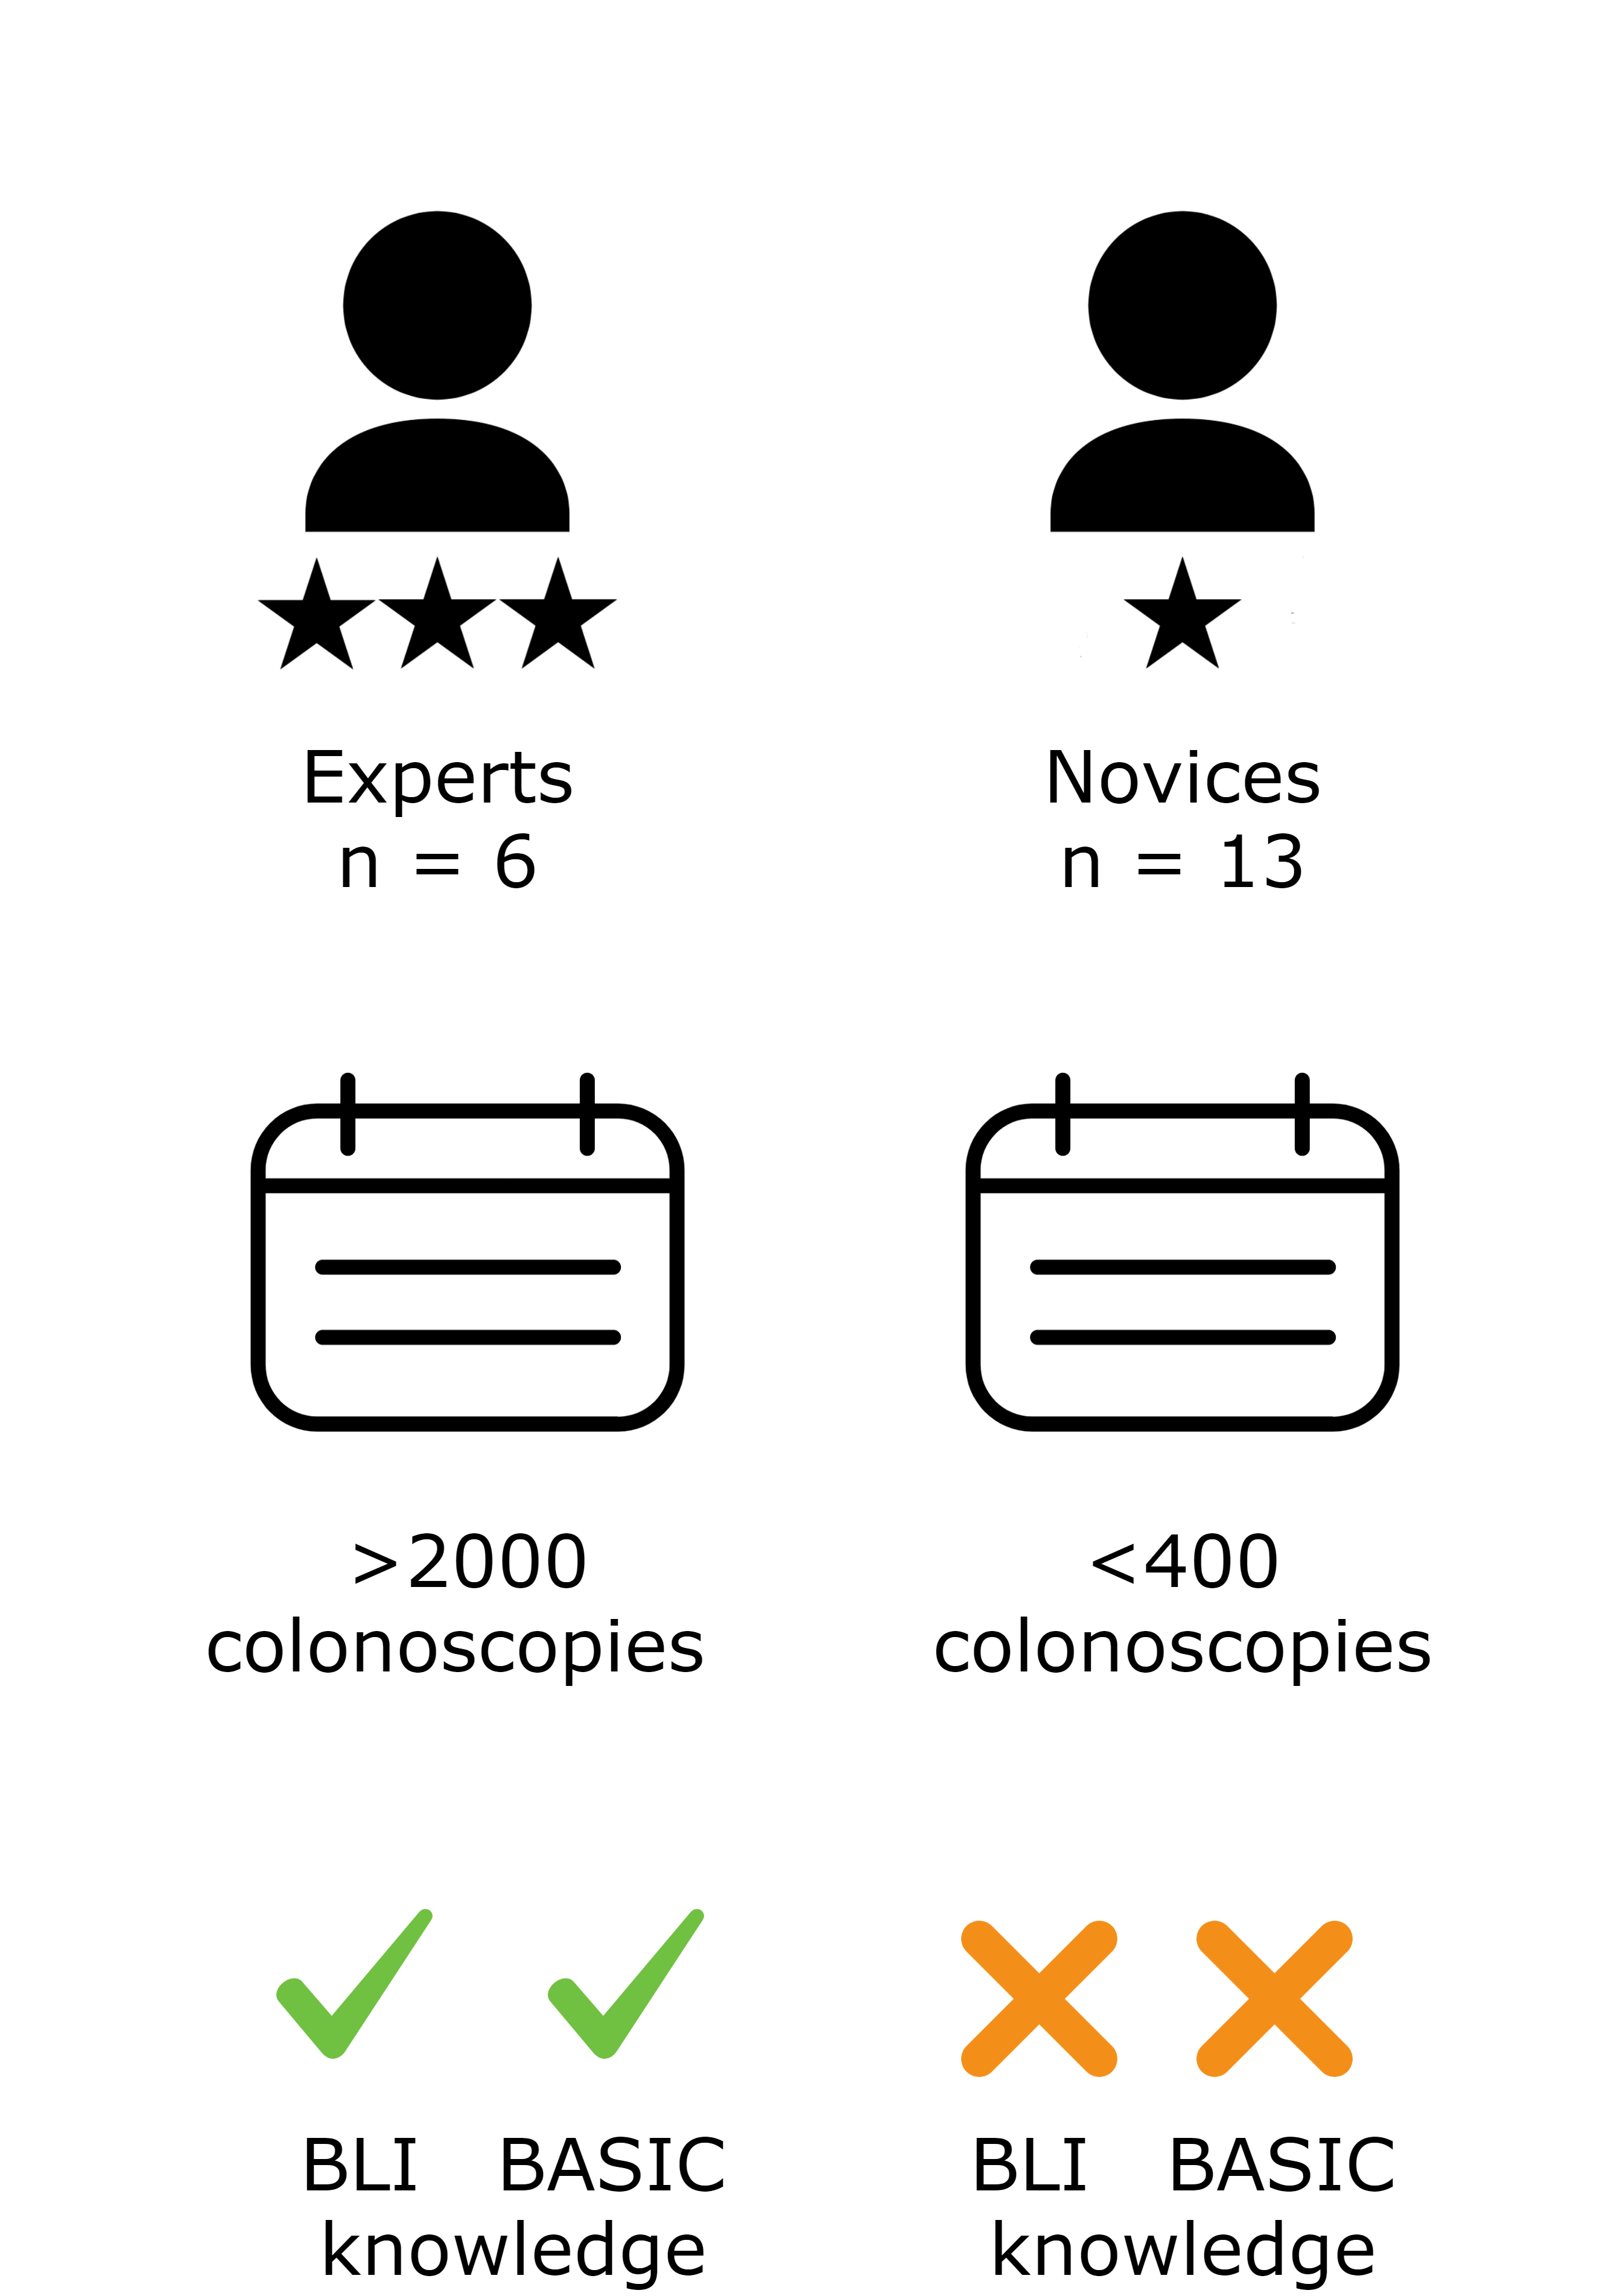 Experts
n = 6
Novices
n = 13
>2000
colonoscopies
<400
colonoscopies
BLI BASIC
knowledge
BLI BASIC
knowledge